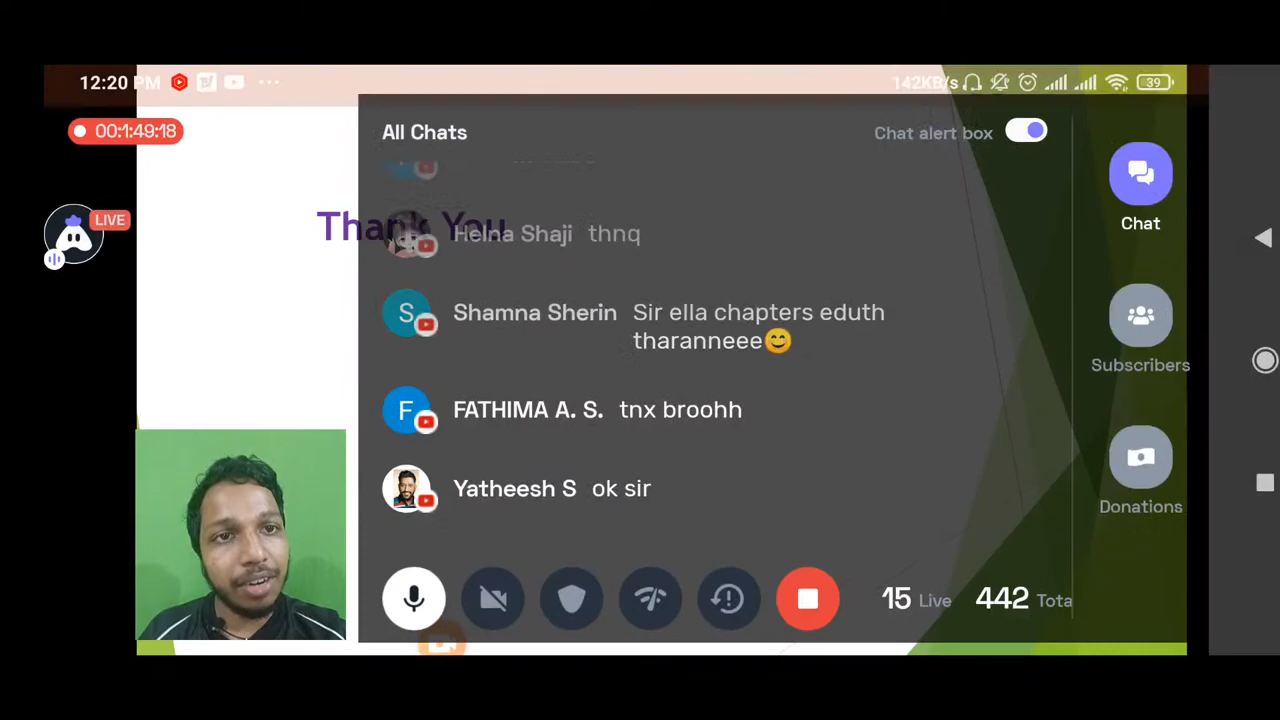 12:20 PM
142KB/s
39
00:1:49:18
All Chats
Chat alert box
LIVE
Thank You
Helna Shaji thnq
Chat
Shamna Sherin Sir ella chapters eduth
tharanneee😊
Subscribers
FATHIMA A. S. tnx broohh
Yatheesh S ok sir
Donations
15 Live 442 Tota